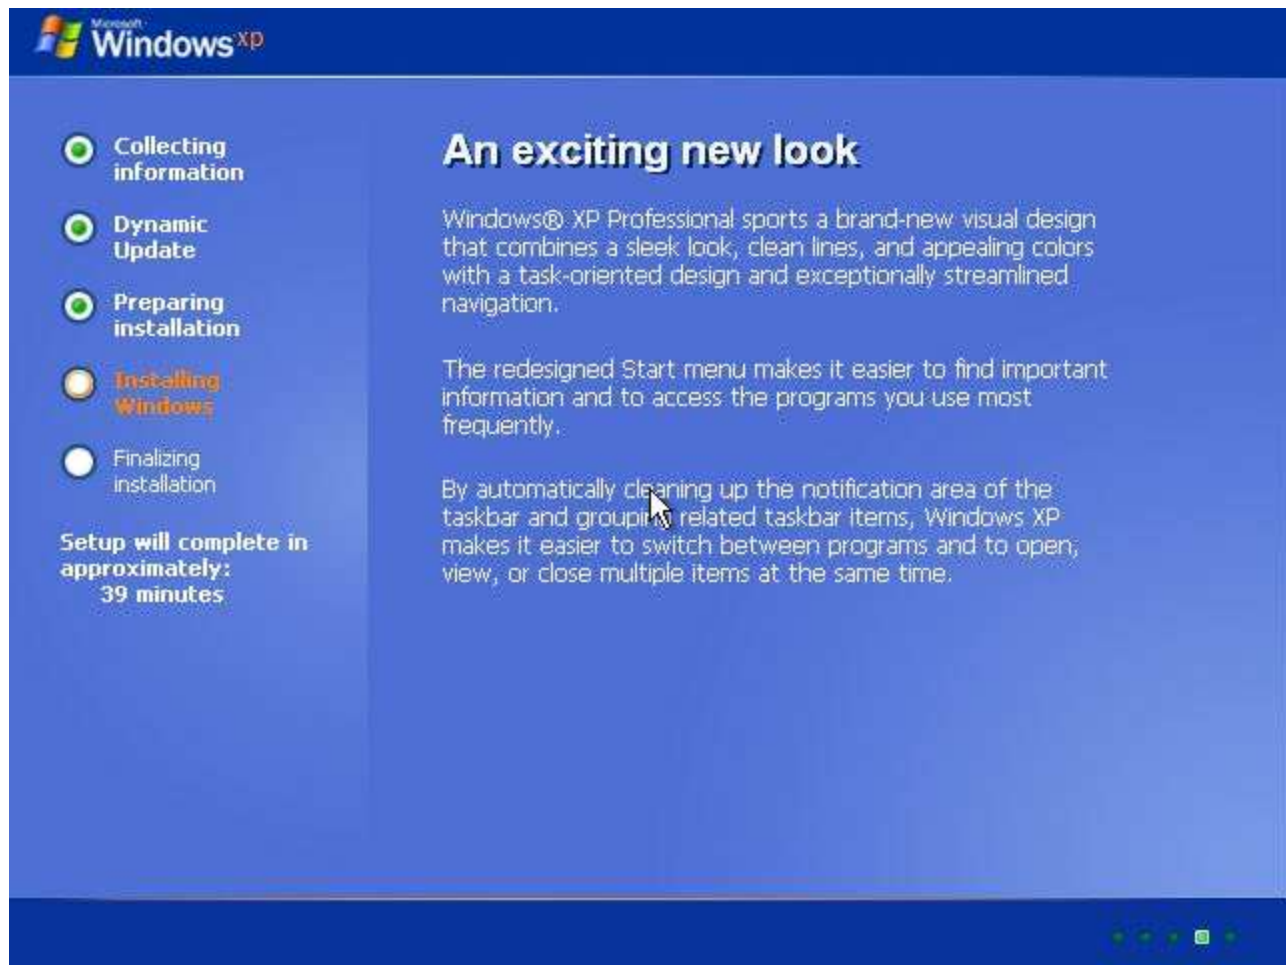 Microsoft
Windows xp
Collecting
information
Dynamic
Update
Preparing
installation
Installing
Windows
Finalizing
installation
Setup will complete in
approximately:
39 minutes
An exciting new look
Windows® XP Professional sports a brand-new visual design
that combines a sleek look, clean lines, and appealing colors
with a task-oriented design and exceptionally streamlined
navigation.
The redesigned Start menu makes it easier to find important
information and to access the programs you use most
frequently.
By automatically cleaning up the notification area of the
taskbar and grouping related taskbar items, Windows XP
makes it easier to switch between programs and to open,
view, or close multiple items at the same time.